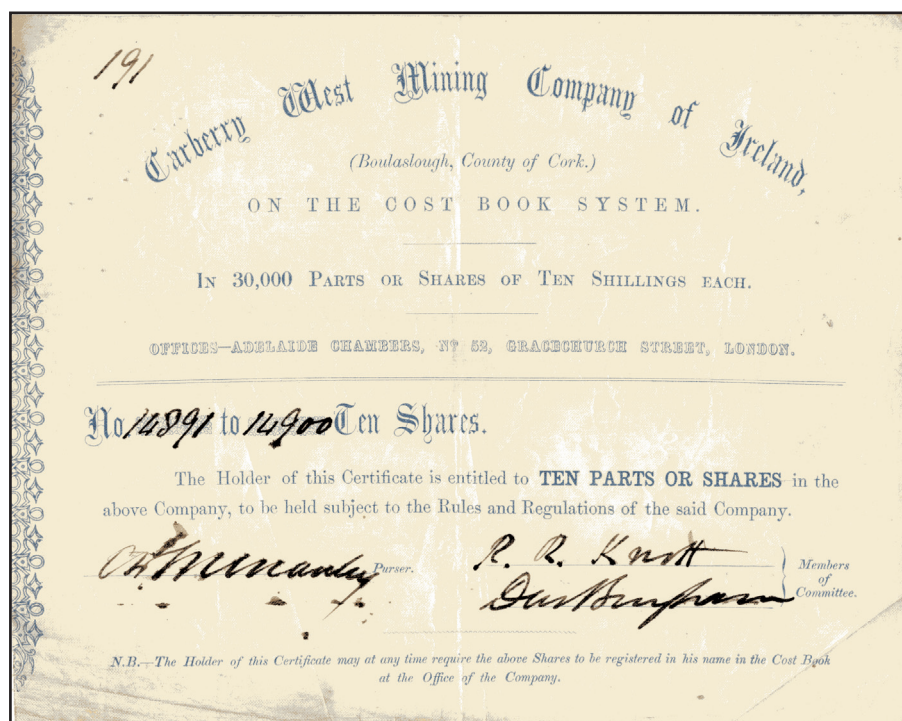 191
Carberry West Mining Company of Ireland,
(Boulaslough, County of Cork.)
ON THE COST BOOK SYSTEM.
IN 30,000 PARTS OR SHARES OF TEN SHILLINGS EACH.
OFFICES—ADELAIDE CHAMBERS, No 52, GRACECHURCH STREET, LONDON.
No 14891 to 14900 Ten Shares.
The Holder of this Certificate is entitled to TEN PARTS OR SHARES in the
above Company, to be held subject to the Rules and Regulations of the said Company.
Purser.
R. R. Knott
Members
of
Committee.
N.B.—The Holder of this Certificate may at any time require the above Shares to be registered in his name in the Cost Book
at the Office of the Company.